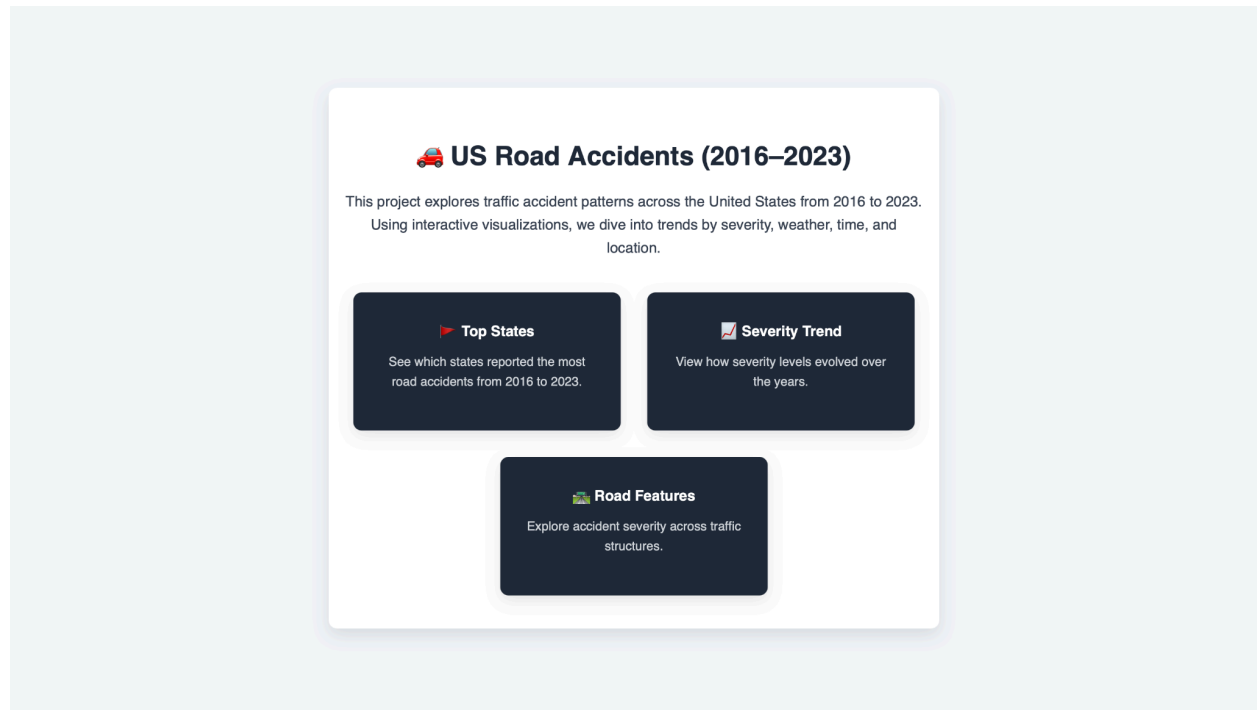 🚗 US Road Accidents (2016–2023)
This project explores traffic accident patterns across the United States from 2016 to 2023.
Using interactive visualizations, we dive into trends by severity, weather, time, and
location.
🚩 Top States
See which states reported the most
road accidents from 2016 to 2023.
📈 Severity Trend
View how severity levels evolved over
the years.
🛣️ Road Features
Explore accident severity across traffic
structures.